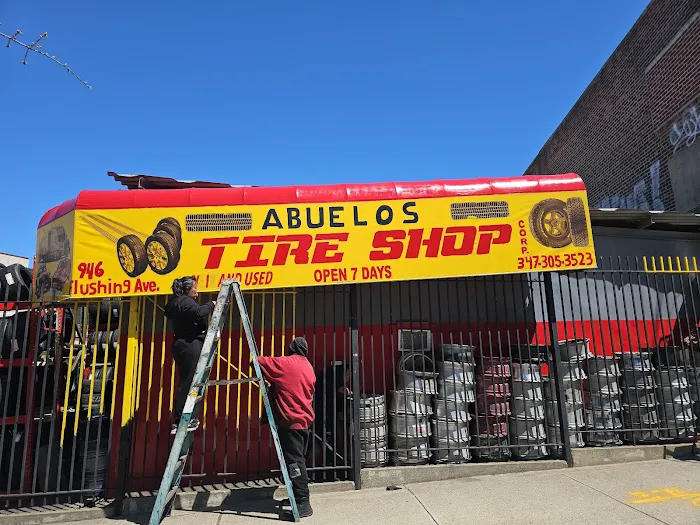 ABUELOS
TIRE SHOP
CORP.
946
Flushing Ave.
AND USED
OPEN 7 DAYS
347-305-3523